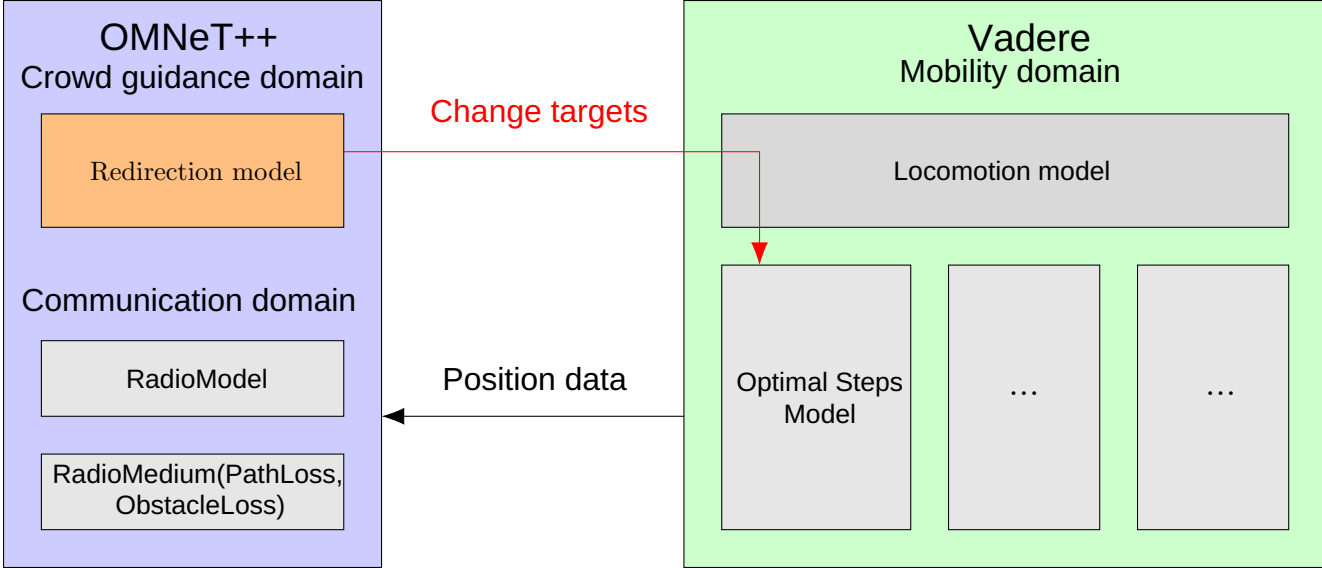 OMNeT++
Crowd guidance domain
Redirection model
Communication domain
RadioModel
RadioMedium(PathLoss,
ObstacleLoss)
Change targets
Position data
Vadere
Mobility domain
Locomotion model
Optimal Steps
Model
...
...